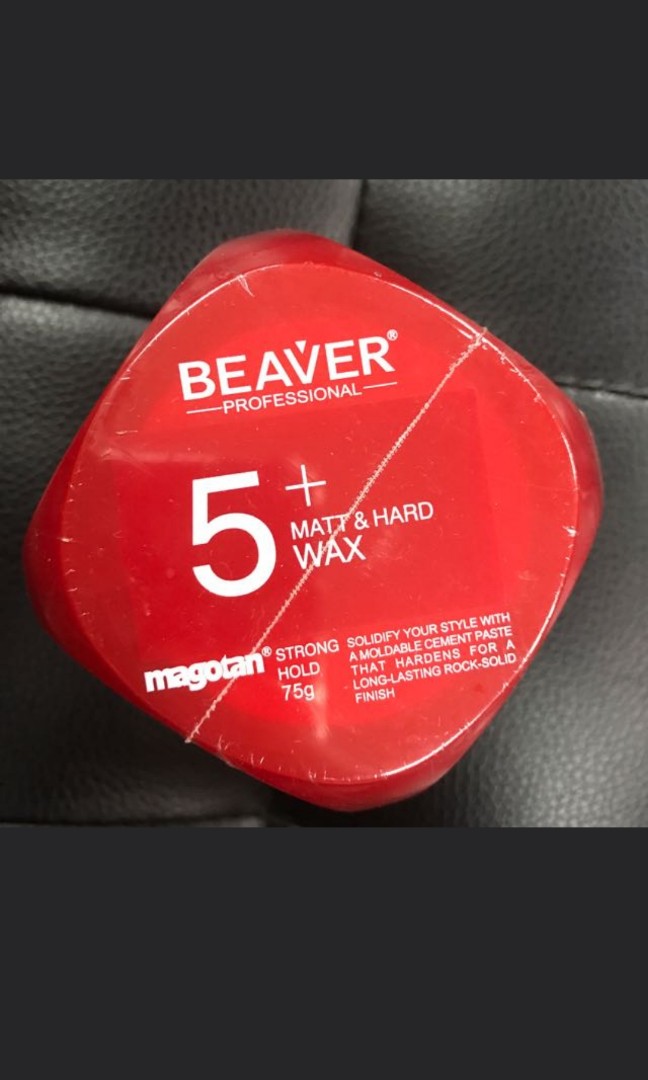 BEAVER®
PROFESSIONAL
5+
MATT & HARD
WAX
magotan®
STRONG
HOLD
75g
SOLIDIFY YOUR STYLE WITH
A MOLDABLE CEMENT PASTE
THAT HARDENS FOR A
LONG-LASTING ROCK-SOLID
FINISH